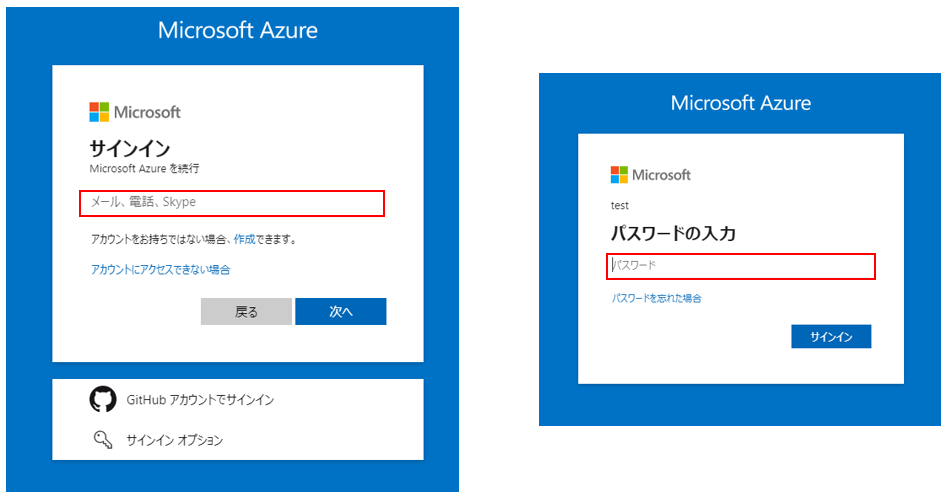 Microsoft Azure
Microsoft
サインイン
Microsoft Azure を続行
メール、電話、Skype
アカウントをお持ちではない場合、作成できます。
アカウントにアクセスできない場合
戻る
次へ
GitHub アカウントでサインイン
サインイン オプション
Microsoft Azure
Microsoft
test
パスワードの入力
パスワード
パスワードを忘れた場合
サインイン